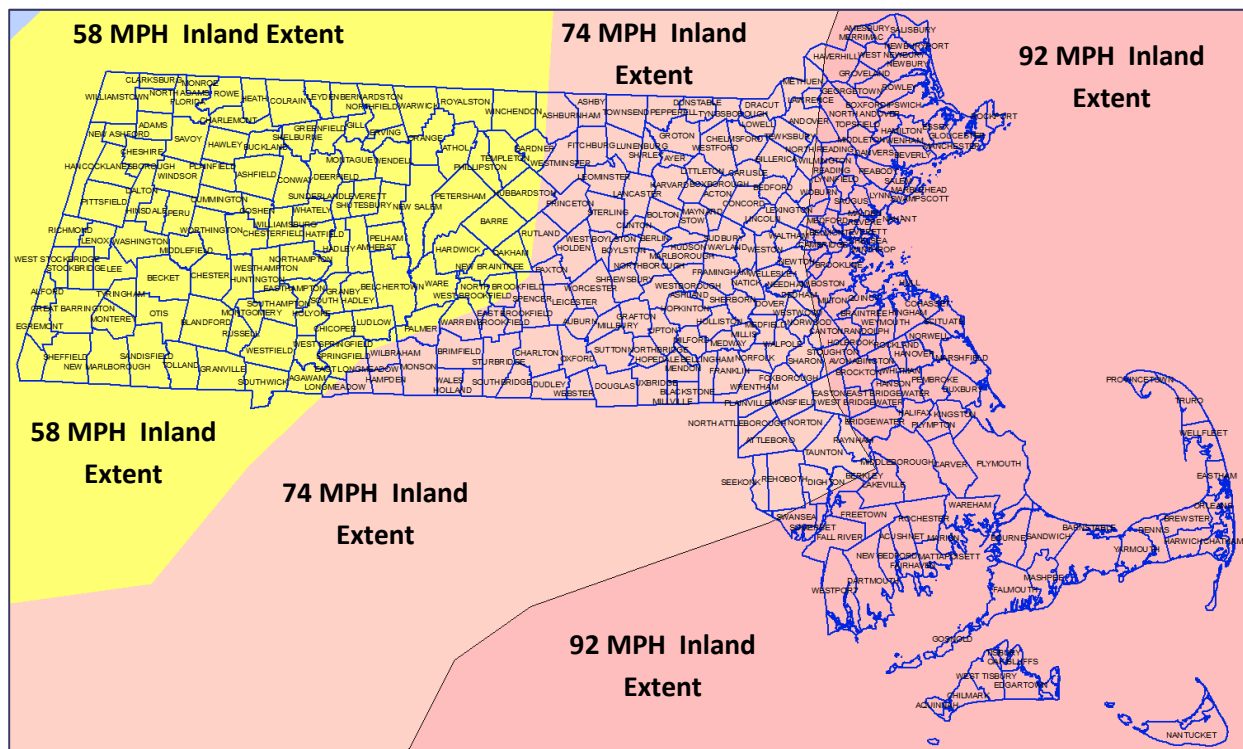 58 MPH Inland Extent
74 MPH Inland
Extent
92 MPH Inland
Extent
AMESBURY
SALISBURY
MERRIMAC
NEWBURYPORT
HAVERHILL
WEST NEWBURY
NEWBURY
GROVELAND
METHUEN
GEORGETOWN
ROWLEY
CLARKSBURG
MONROE
WILLIAMSTOWN
NORTH ADAMS
ROWE
FLORIDA
HEATH
COLRAIN
LEYDEN
BERNARDSTON
NORTHFIELD
WARWICK
ROYALSTON
WINCHENDON
ASHBY
ASHBURNHAM
TOWNSEND
PEPPERELL
DUNSTABLE
TYNGSBOROUGH
DRACUT
LOWELL
LAWRENCE
BOXFORD
IPSWICH
ROCKPORT
ADAMS
CHARLEMONT
GREENFIELD
GILL
SHELBURNE
ERVING
ORANGE
ATHOL
GARDNER
FITCHBURG
LUNENBURG
GROTON
CHELMSFORD
TEWKSBURY
ANDOVER
NORTH ANDOVER
TOPSFIELD
HAMILTON
ESSEX
GLOUCESTER
NEW ASHFORD
SAVOY
HAWLEY
BUCKLAND
SHIRLEY
AYER
WESTFORD
MIDDLETON
WENHAM
MANCHESTER
CHESHIRE
MONTAGUE
WENDELL
TEMPLETON
PHILLIPSTON
WESTMINSTER
BILLERICA
NORTH READING
WILMINGTON
DANVERS
BEVERLY
HANCOCK
LANESBOROUGH
WINDSOR
PLAINFIELD
ASHFIELD
CONWAY
DEERFIELD
LEOMINSTER
LITTLETON
CARLISLE
READING
LYNNFIELD
PEABODY
SALEM
DALTON
CUMMINGTON
SUNDERLAND
LEVERETT
SHUTESBURY
NEW SALEM
PETERSHAM
HUBBARDSTON
PRINCETON
LANCASTER
HARVARD
BOXBOROUGH
ACTON
BEDFORD
WOBURN
MARBLEHEAD
SWAMPSCOTT
PITTSFIELD
HINSDALE
PERU
GOSHEN
WHATELY
STERLING
BOLTON
CONCORD
LEXINGTON
LINCOLN
SAUGUS
LYNN
NAHANT
RICHMOND
WORTHINGTON
WILLIAMSBURG
CHESTERFIELD
HATFIELD
BARRE
CLINTON
MAYNARD
STOW
MEDFORD
MALDEN
REVERE
EVERETT
LENOX
WASHINGTON
MIDDLEFIELD
HADLEY
AMHERST
PELHAM
RUTLAND
WEST BOYLSTON
HOLDEN
BOYLSTON
BERLIN
HUDSON
MARLBOROUGH
SUDBURY
WAYLAND
WALTHAM
WESTON
WEST STOCKBRIDGE
STOCKBRIDGE
LEE
BECKET
CHESTER
NORTHAMPTON
WESTHAMPTON
HUNTINGTON
HARDWICK
OAKHAM
NEW BRAINTREE
PAXTON
NORTHBOROUGH
SHREWSBURY
WORCESTER
FRAMINGHAM
NATICK
WELLESLEY
NEWTON
BROOKLINE
ALFORD
TYRINGHAM
EASTHAMPTON
SOUTHAMPTON
GRANBY
SOUTH HADLEY
BELCHERTOWN
WARE
NORTH BROOKFIELD
WEST BROOKFIELD
SPENCER
LEICESTER
WESTBOROUGH
ASHLAND
SHERBORN
DOVER
NEEDHAM
DEDHAM
BOSTON
HULL
GREAT BARRINGTON
MONTEREY
OTIS
BLANDFORD
MONTGOMERY
HOLYOKE
EAST BROOKFIELD
HOPKINTON
WESTWOOD
MILTON
QUINCY
COHASSET
EGREMONT
RUSSELL
CHICOPEE
LUDLOW
PALMER
WARREN
BROOKFIELD
AUBURN
MILLBURY
GRAFTON
UPTON
HOLLISTON
MEDFIELD
NORWOOD
CANTON
RANDOLPH
BRAINTREE
WEYMOUTH
HINGHAM
SCITUATE
SHEFFIELD
NEW MARLBOROUGH
SANDISFIELD
TOLLAND
GRANVILLE
WESTFIELD
WEST SPRINGFIELD
SPRINGFIELD
WILBRAHAM
MONSON
BRIMFIELD
STURBRIDGE
CHARLTON
OXFORD
SUTTON
NORTHBRIDGE
HOPEDALE
MILFORD
MEDWAY
MILLIS
WALPOLE
NORFOLK
SHARON
STOUGHTON
HOLBROOK
AVON
ABINGTON
ROCKLAND
NORWELL
HANOVER
MARSHFIELD
SOUTHWICK
AGAWAM
EAST LONGMEADOW
LONGMEADOW
HAMPDEN
WALES
HOLLAND
SOUTHBRIDGE
DUDLEY
WEBSTER
DOUGLAS
UXBRIDGE
MENDON
BELLINGHAM
BLACKSTONE
MILLVILLE
FRANKLIN
WRENTHAM
FOXBOROUGH
BROCKTON
WHITMAN
HANSON
PEMBROKE
DUXBURY
PLAINVILLE
MANSFIELD
EASTON
WEST BRIDGEWATER
EAST BRIDGEWATER
HALIFAX
KINGSTON
PLYMPTON
NORTH ATTLEBOROUGH
NORTON
BRIDGEWATER
ATTLEBORO
RAYNHAM
TAUNTON
MIDDLEBOROUGH
CARVER
PLYMOUTH
PROVINCETOWN
TRURO
WELLFLEET
EASTHAM
ORLEANS
58 MPH Inland
Extent
74 MPH Inland
Extent
SEEKONK
REHOBOTH
DIGHTON
BERKLEY
LAKEVILLE
SWANSEA
SOMERSET
FREETOWN
FALL RIVER
ROCHESTER
WAREHAM
ACUSHNET
MARION
BOURNE
SANDWICH
BARNSTABLE
DENNIS
BREWSTER
YARMOUTH
HARWICH
CHATHAM
NEW BEDFORD
MATTAPOISETT
FAIRHAVEN
DARTMOUTH
WESTPORT
MASHPEE
FALMOUTH
92 MPH Inland
Extent
GOSNOLD
TISBURY
OAK BLUFFS
WEST TISBURY
EDGARTOWN
CHILMARK
AQUINNAH
NANTUCKET